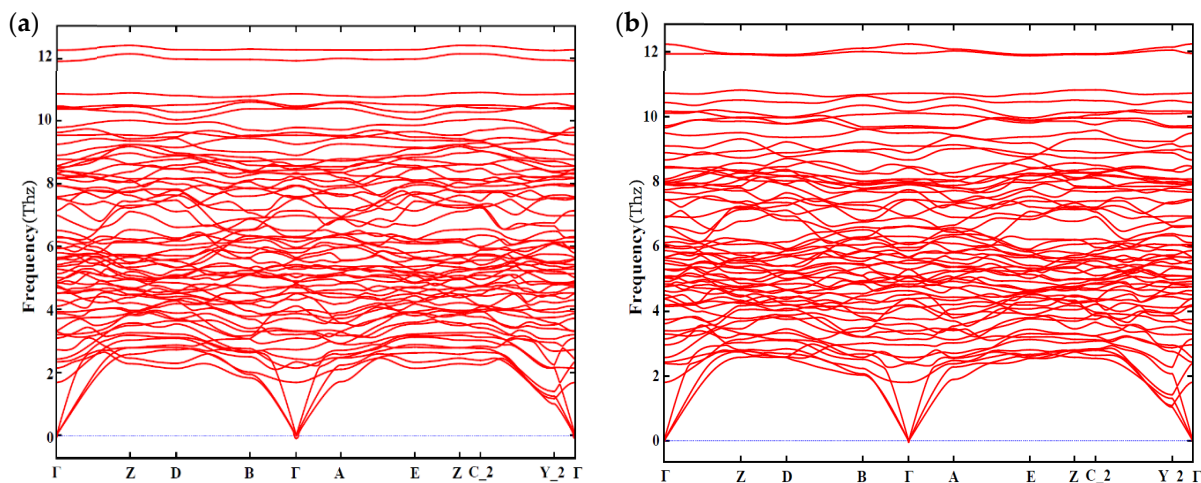 (a)
12
10
8
6
4
2
0
Frequency(Thz)
Γ Z D B Γ A E Z C_2 Y_2 Γ
(b)
12
10
8
6
4
2
0
Frequency(Thz)
Γ Z D B Γ A E Z C_2 Y_2 Γ